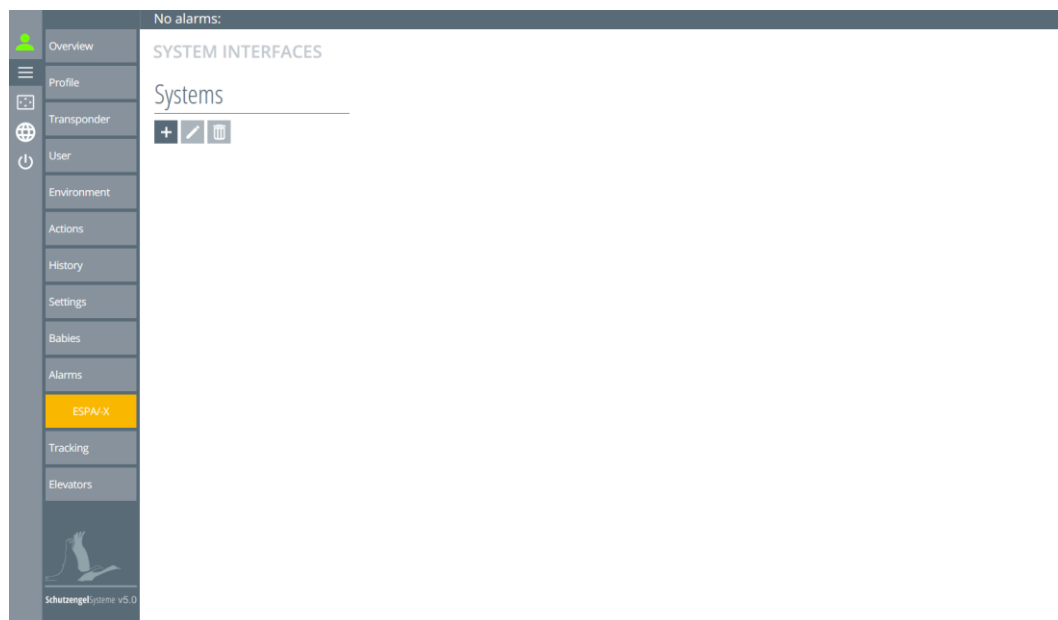 No alarms:
Overview
Profile
Transponder
User
Environment
Actions
History
Settings
Babies
Alarms
ESPA/-X
Tracking
Elevators
SchutzengelSysteme v5.0
SYSTEM INTERFACES
Systems